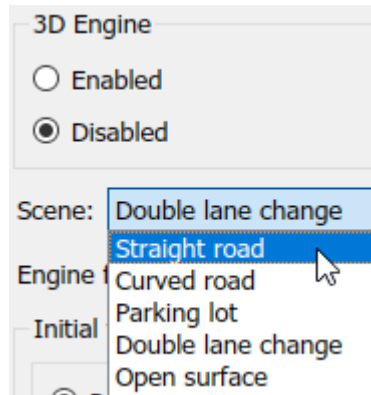 3D Engine
Enabled
Disabled
Scene: Double lane change
Straight road
Engine
Curved road
Parking lot
Initial
Double lane change
Open surface